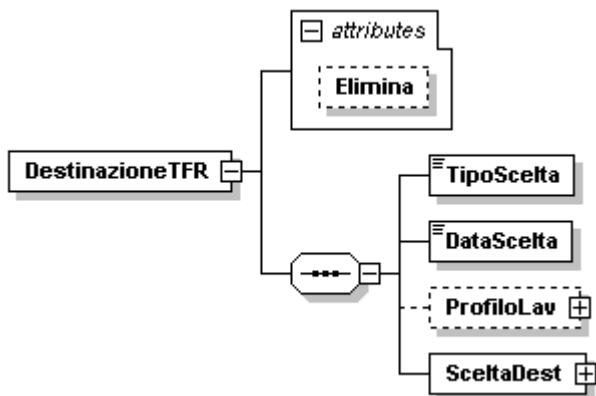 attributes
Elimina
DestinazioneTFR
TipoScelta
DataScelta
ProfiloLav
SceltaDest